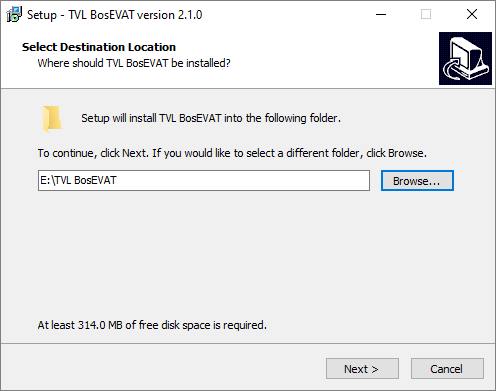 Setup - TVL BosEVAT version 2.1.0
Select Destination Location
Where should TVL BosEVAT be installed?
Setup will install TVL BosEVAT into the following folder.
To continue, click Next. If you would like to select a different folder, click Browse.
E:\TVL BosEVAT
Browse...
At least 314.0 MB of free disk space is required.
Next >
Cancel